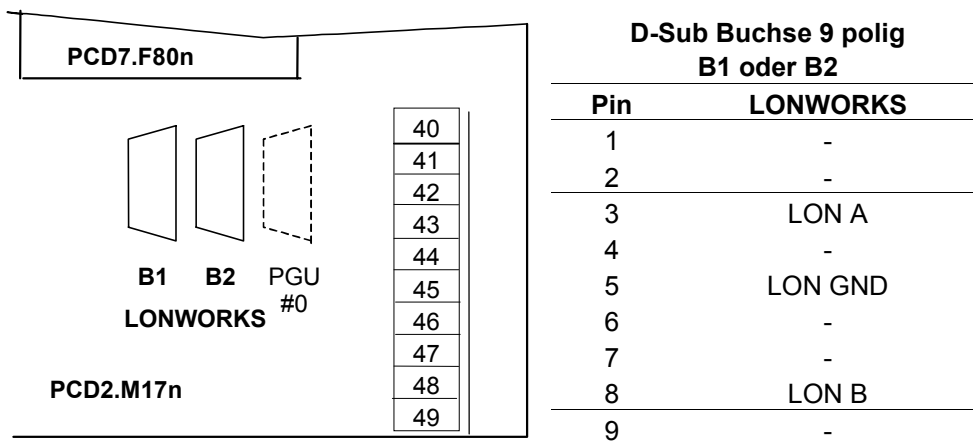 PCD7.F80n
40
41
42
43
44
45
46
47
48
49
B1 B2 PGU
#0
LONWORKS
PCD2.M17n
D-Sub Buchse 9 polig
B1 oder B2
Pin LONWORKS
1 -
2 -
3 LON A
4 -
5 LON GND
6 -
7 -
8 LON B
9 -